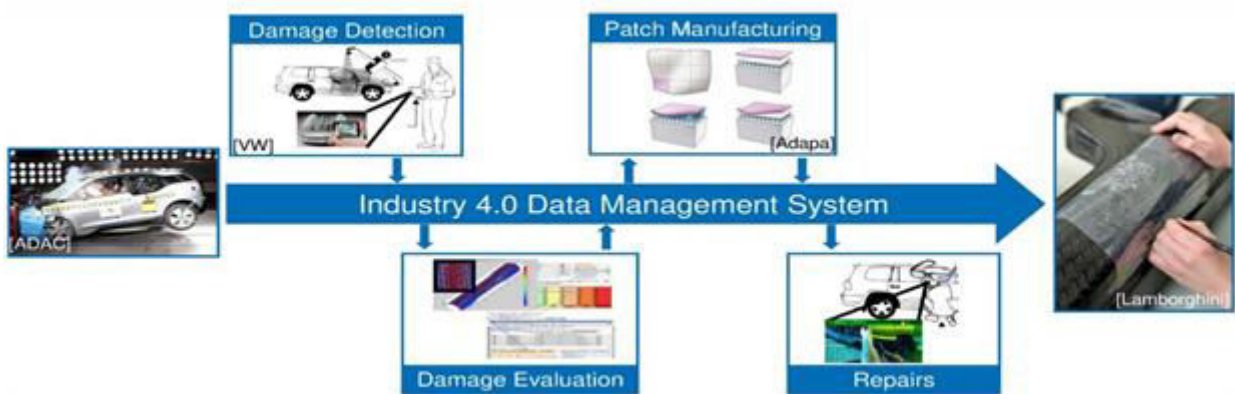 Damage Detection
[VW]
Patch Manufacturing
[Adapa]
[ADAC]
Industry 4.0 Data Management System
[Lamborghini]
Damage Evaluation
Repairs